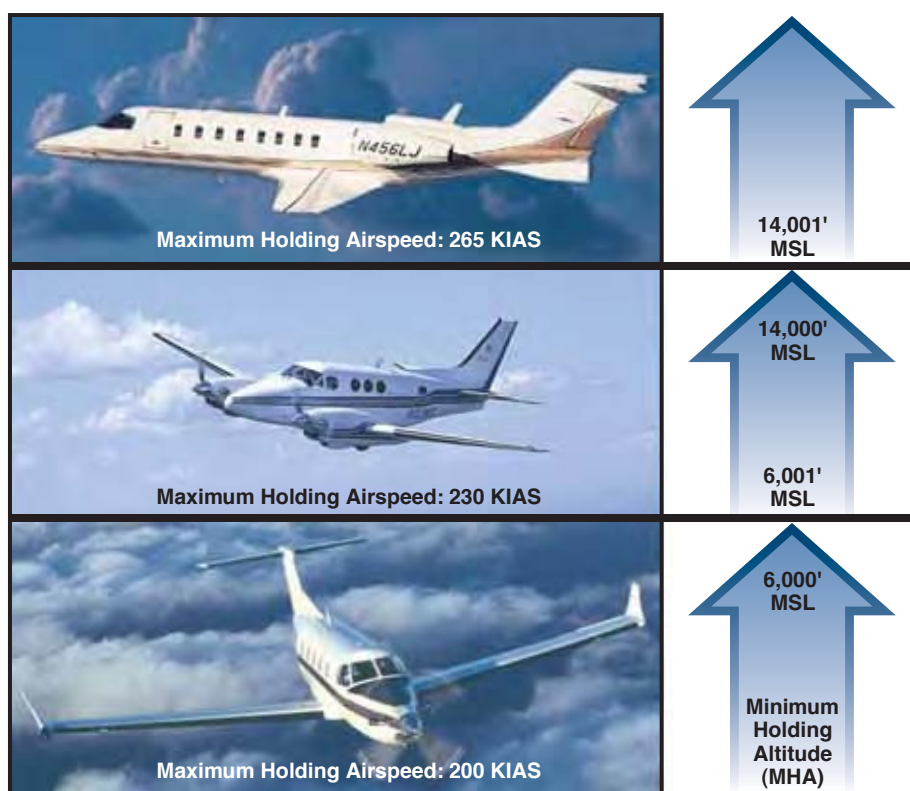 N456LJ
Maximum Holding Airspeed: 265 KIAS
14,001'
MSL
14,000'
MSL
Maximum Holding Airspeed: 230 KIAS
6,001'
MSL
6,000'
MSL
Maximum Holding Airspeed: 200 KIAS
Minimum
Holding
Altitude
(MHA)